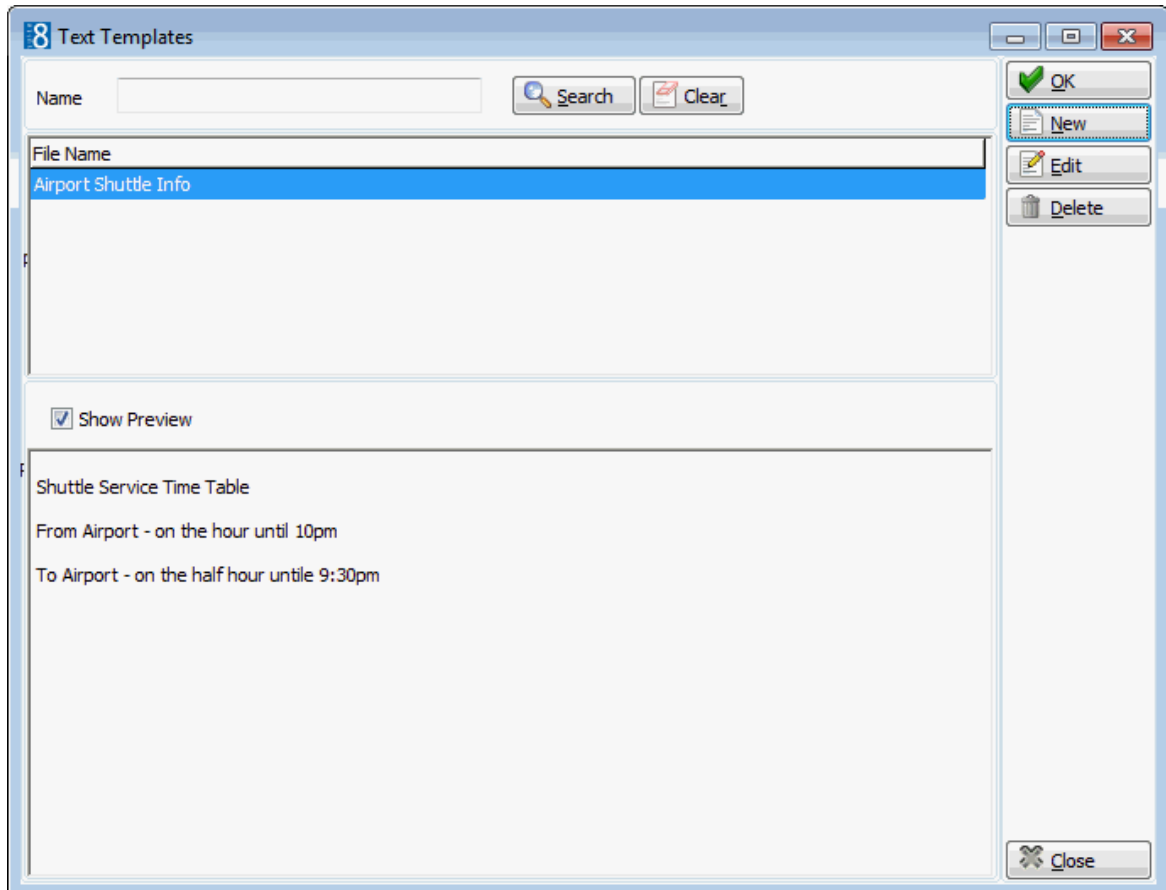 8 Text Templates
Name
Search
Clear
OK
New
Edit
Delete
File Name
Airport Shuttle Info
Show Preview
Shuttle Service Time Table
From Airport - on the hour until 10pm
To Airport - on the half hour untile 9:30pm
Close